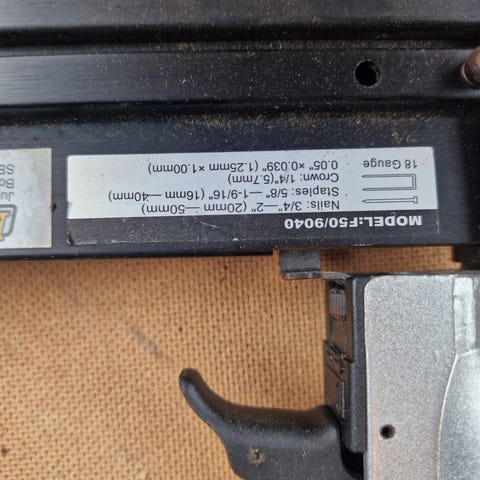 MODEL:F50/9040
Nails: 3/4"—2" (20mm —50mm)
Staples: 5/8" —1-9/16" (16mm —40mm)
Crown: 1/4"(5.7mm)
18 Gauge 0.05" ×0.039" (1.25mm ×1.00mm)